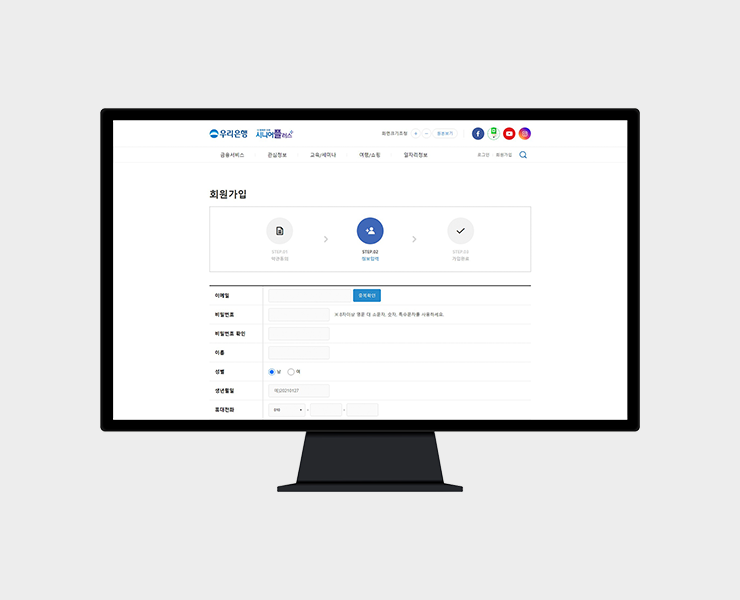 우리은행 시니어플러스
화면크기조정 + − 음성보기
금융서비스 관심정보 교육/세미나 여행/쇼핑 일자리정보 로그인 회원가입
회원가입
STEP.01 STEP.02 STEP.03
약관동의 정보입력 가입완료
이메일 중복확인
비밀번호 ※ 8자이상 영문 대 소문자, 숫자, 특수문자를 사용하세요.
비밀번호 확인
이름
성별 남 여
생년월일 예)20210127
휴대전화 - -